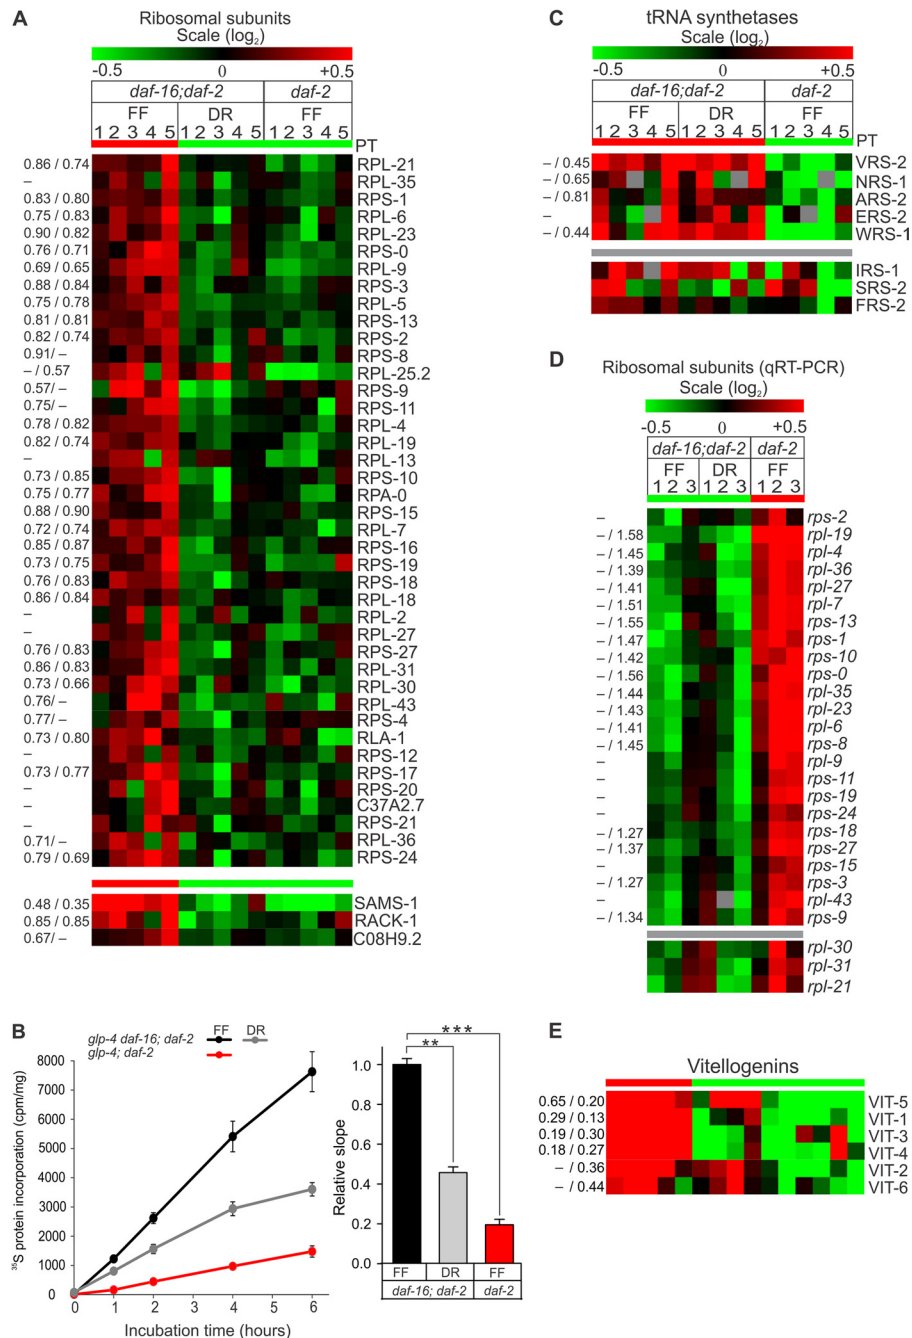 A
Ribosomal subunits
Scale (log2)
-0.5 0 +0.5
daf-16;daf-2 daf-2
FF DR FF
1 2 3 4 5 1 2 3 4 5 1 2 3 4 5
PT
0.86 / 0.74 RPL-21
– RPL-35
0.83 / 0.80 RPS-1
0.75 / 0.83 RPL-6
0.90 / 0.82 RPL-23
0.76 / 0.71 RPS-0
0.69 / 0.65 RPL-9
0.88 / 0.84 RPS-3
0.75 / 0.78 RPL-5
0.81 / 0.81 RPS-13
0.82 / 0.74 RPS-2
0.91/ – RPS-8
– / 0.57 RPL-25.2
0.57/ – RPS-9
0.75/ – RPS-11
0.78 / 0.82 RPL-4
0.82 / 0.74 RPL-19
– RPL-13
0.73 / 0.85 RPS-10
0.75 / 0.77 RPA-0
0.88 / 0.90 RPS-15
0.72 / 0.74 RPL-7
0.85 / 0.87 RPS-16
0.73 / 0.75 RPS-19
0.76 / 0.83 RPS-18
0.86 / 0.84 RPL-18
– RPL-2
– RPL-27
0.76 / 0.83 RPS-27
0.86 / 0.83 RPL-31
0.73 / 0.66 RPL-30
0.76/ – RPL-43
0.77/ – RPS-4
0.73 / 0.80 RLA-1
– RPS-12
0.73 / 0.77 RPS-17
– RPS-20
– C37A2.7
– RPS-21
0.71/ – RPL-36
0.79 / 0.69 RPS-24
0.48 / 0.35 SAMS-1
0.85 / 0.85 RACK-1
0.67/ – C08H9.2
C
tRNA synthetases
Scale (log2)
-0.5 0 +0.5
daf-16;daf-2 daf-2
FF DR FF
1 2 3 4 5 1 2 3 4 5 1 2 3 4 5
PT
– / 0.45 VRS-2
– / 0.65 NRS-1
– / 0.81 ARS-2
– ERS-2
– / 0.44 WRS-1
IRS-1
SRS-2
FRS-2
D
Ribosomal subunits (qRT-PCR)
Scale (log2)
-0.5 0 +0.5
daf-16;daf-2 daf-2
FF DR FF
1 2 3 1 2 3 1 2 3
– rps-2
– / 1.58 rpl-19
– / 1.45 rpl-4
– / 1.39 rpl-36
– / 1.41 rpl-27
– / 1.51 rpl-7
– / 1.55 rps-13
– / 1.47 rps-1
– / 1.42 rps-10
– / 1.56 rps-0
– / 1.44 rpl-35
– / 1.43 rpl-23
– / 1.41 rpl-6
– / 1.45 rps-8
– rpl-9
– rps-11
– rps-19
– rps-24
– / 1.27 rps-18
– / 1.37 rps-27
– rps-15
– / 1.27 rps-3
– rpl-43
– / 1.34 rps-9
rpl-30
rpl-31
rpl-21
B
FF DR
glp-4 daf-16; daf-2
glp-4; daf-2
35S protein incorporation (cpm/mg)
8000
7000
6000
5000
4000
3000
2000
1000
0
0 1 2 4 6
Incubation time (hours)
Relative slope
1.0
0.8
0.6
0.4
0.2
0.0
***
**
FF DR FF
daf-16; daf-2 daf-2
E
Vitellogenins
0.65 / 0.20 VIT-5
0.29 / 0.13 VIT-1
0.19 / 0.30 VIT-3
0.18 / 0.27 VIT-4
– / 0.36 VIT-2
– / 0.44 VIT-6